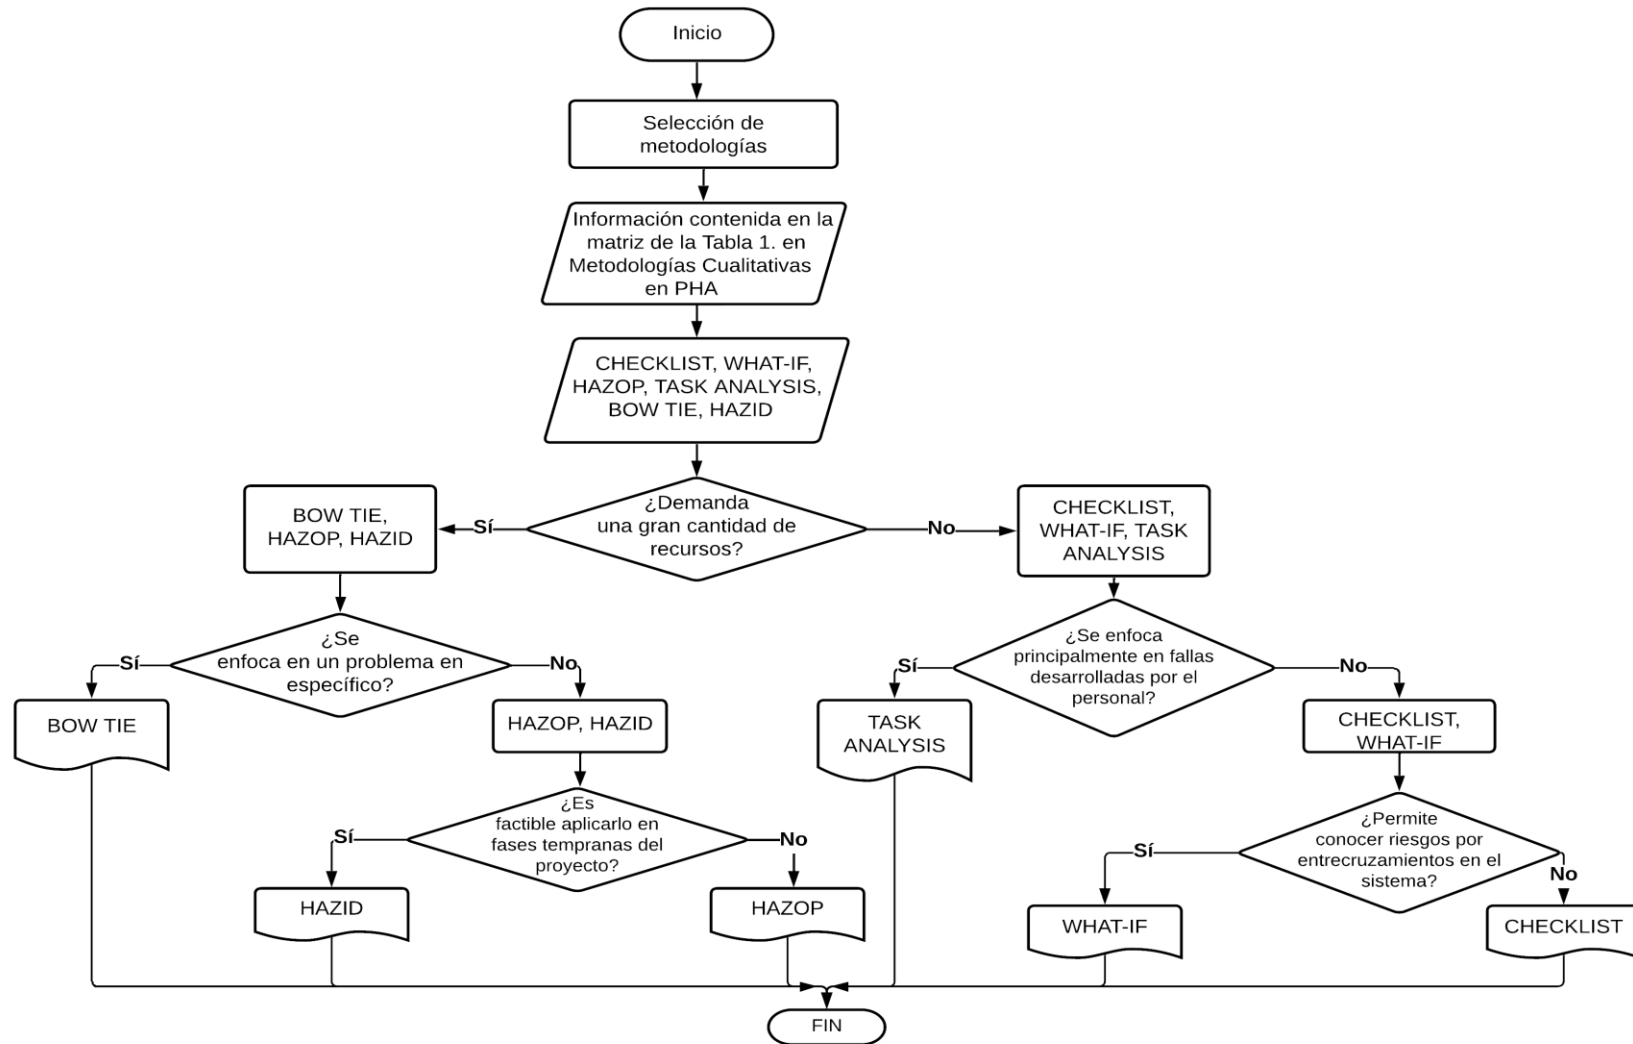 Inicio
Selección de
metodologías
Información contenida en la
matriz de la Tabla 1. en
Metodologías Cualitativas
en PHA
CHECKLIST, WHAT-IF,
HAZOP, TASK ANALYSIS,
BOW TIE, HAZID
¿Demanda
una gran cantidad de
recursos?
Sí
No
BOW TIE,
HAZOP, HAZID
CHECKLIST,
WHAT-IF, TASK
ANALYSIS
¿Se
enfoca en un problema en
específico?
Sí
No
¿Se enfoca
principalmente en fallas
desarrolladas por el
personal?
Sí
No
BOW TIE
HAZOP, HAZID
TASK
ANALYSIS
CHECKLIST,
WHAT-IF
¿Es
factible aplicarlo en
fases tempranas del
proyecto?
Sí
No
¿Permite
conocer riesgos por
entrecruzamientos en el
sistema?
Sí
No
HAZID
HAZOP
WHAT-IF
CHECKLIST
FIN